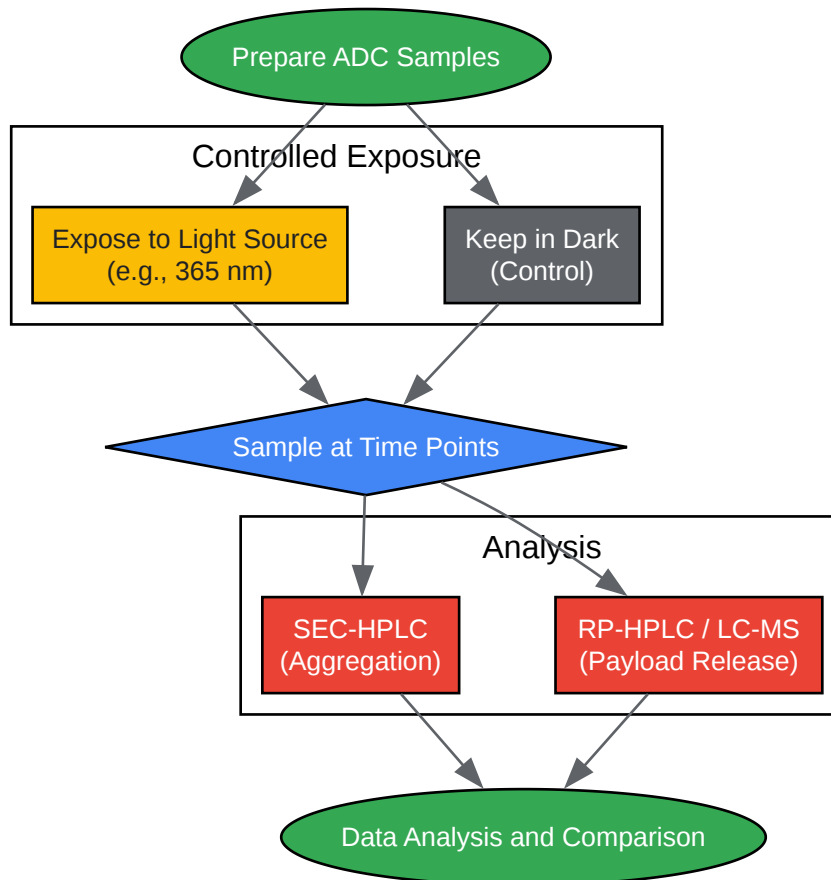 Prepare ADC Samples
Controlled Exposure
Expose to Light Source
(e.g., 365 nm)
Keep in Dark
(Control)
Sample at Time Points
Analysis
SEC-HPLC
(Aggregation)
RP-HPLC / LC-MS
(Payload Release)
Data Analysis and Comparison